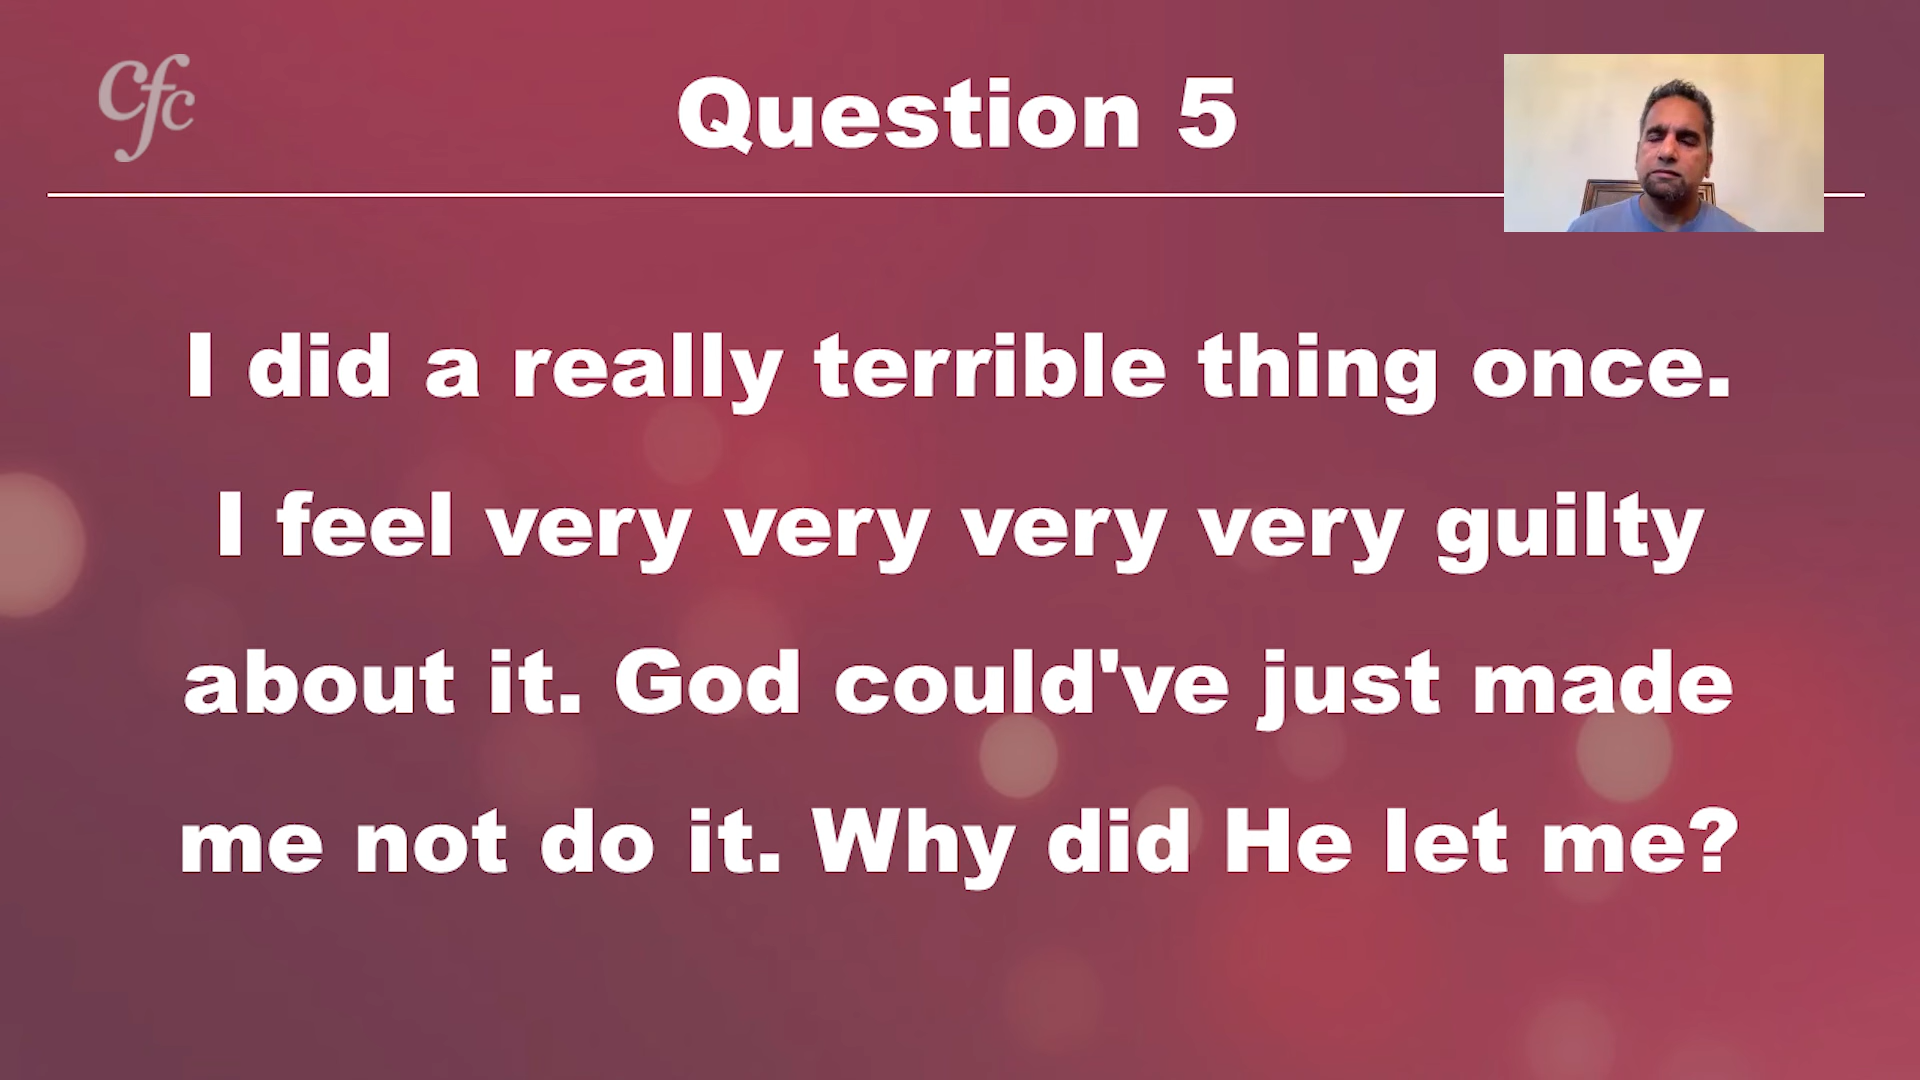 cfc
Question 5
I did a really terrible thing once.
I feel very very very very guilty
about it. God could've just made
me not do it. Why did He let me?